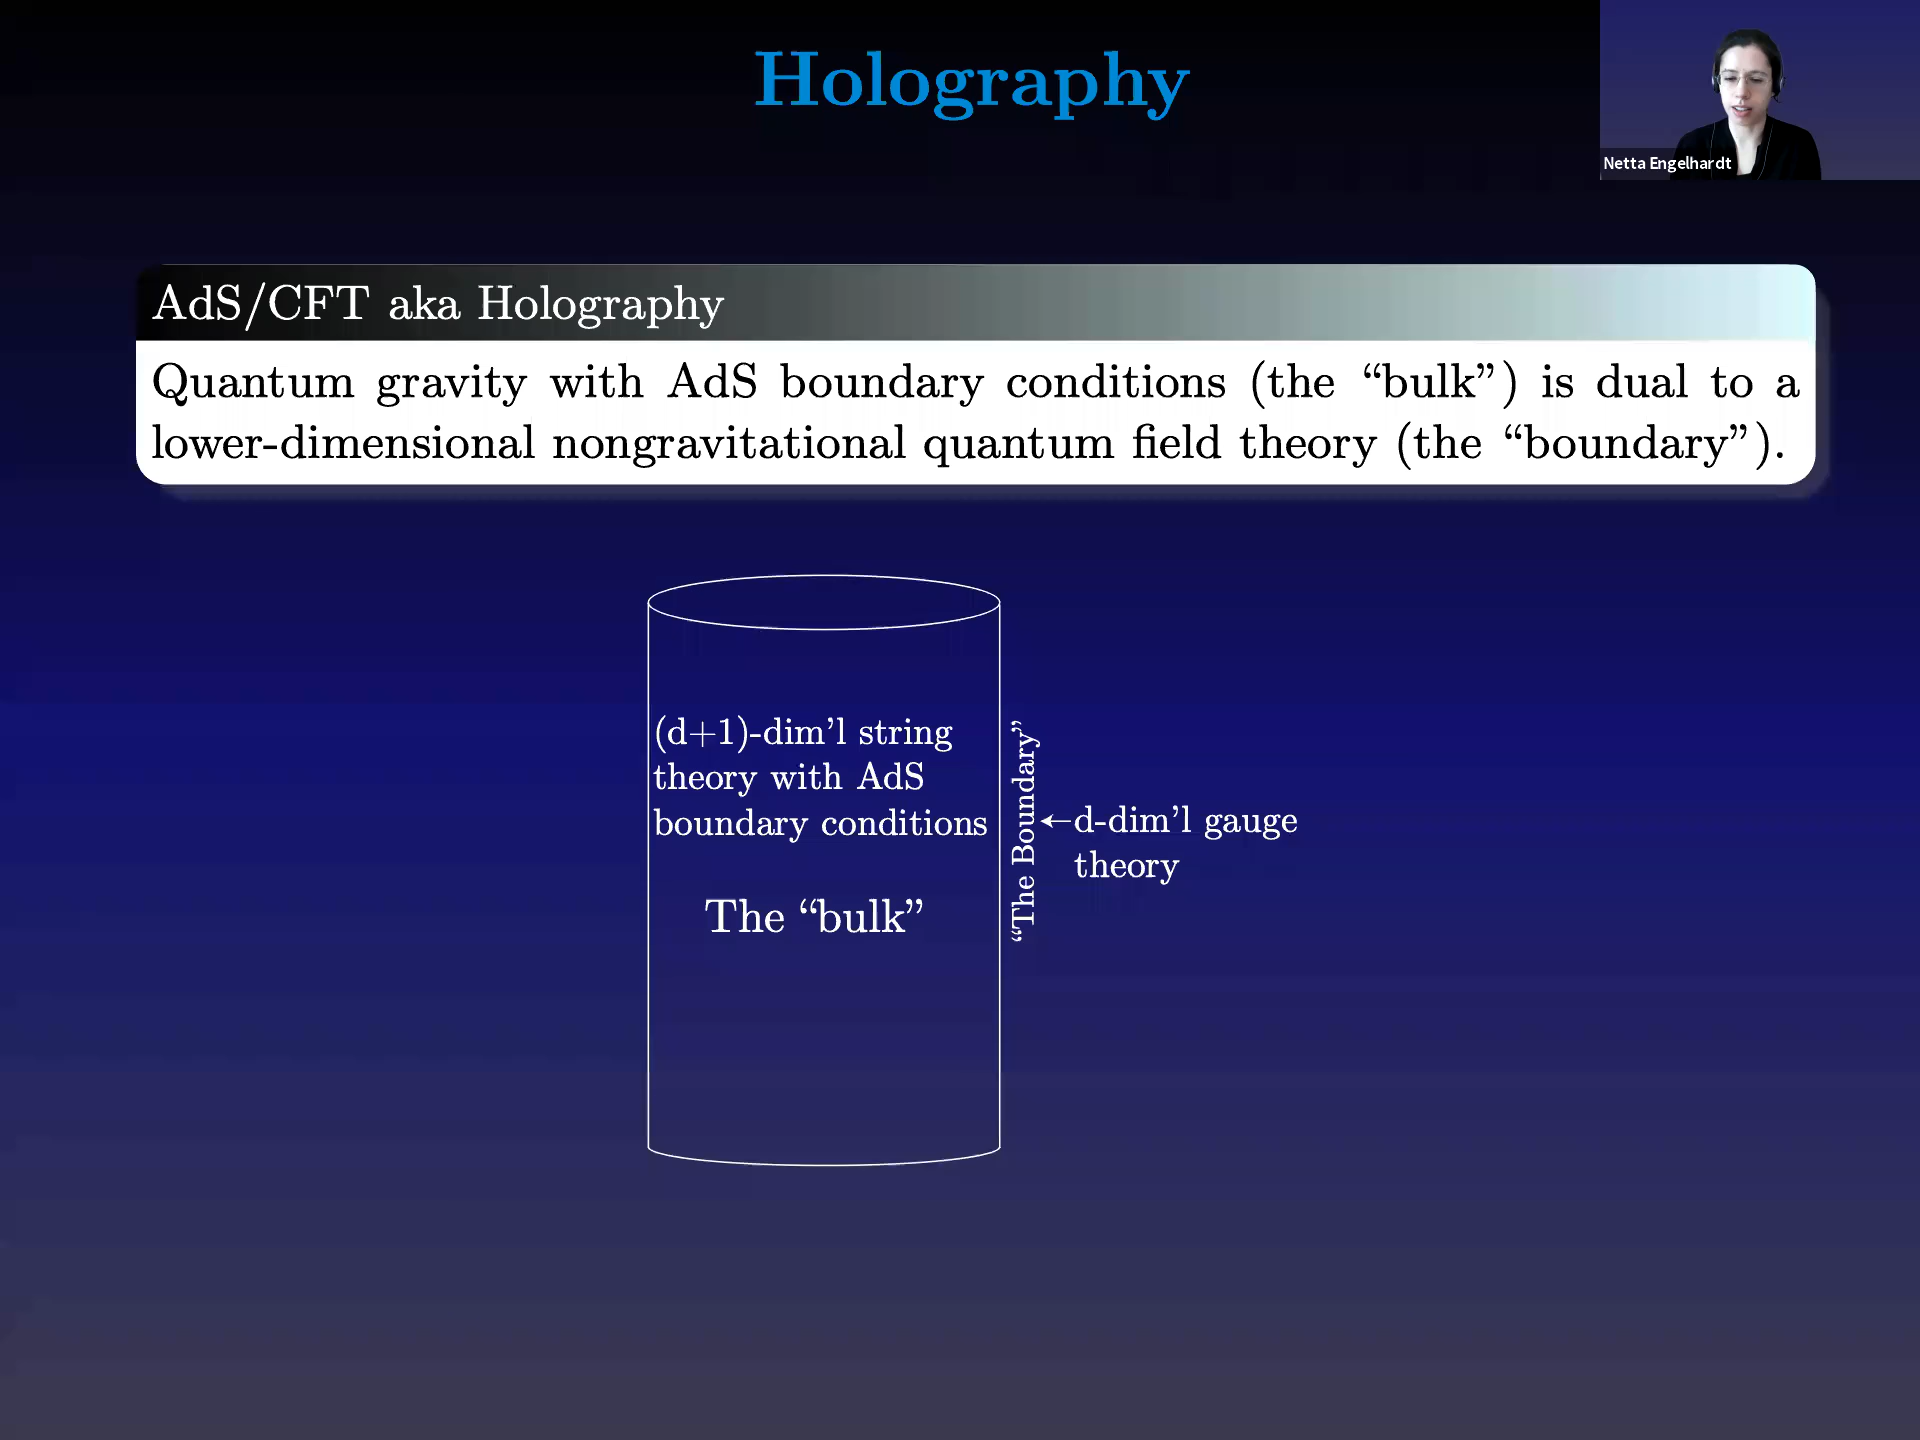 Holography
Netta Engelhardt
AdS/CFT aka Holography
Quantum gravity with AdS boundary conditions (the “bulk”) is dual to a
lower-dimensional nongravitational quantum field theory (the “boundary”).
(d+1)-dim’l string
theory with AdS
boundary conditions
The “bulk”
“The Boundary”
←d-dim’l gauge
theory